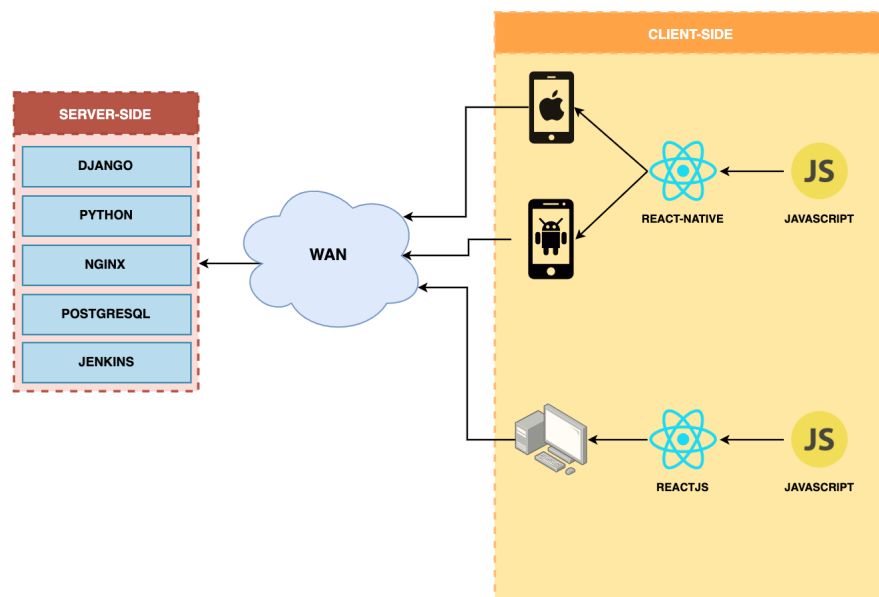 CLIENT-SIDE
SERVER-SIDE
DJANGO
PYTHON
NGINX
POSTGRESQL
JENKINS
WAN
JS
REACT-NATIVE
JAVASCRIPT
JS
REACTJS
JAVASCRIPT